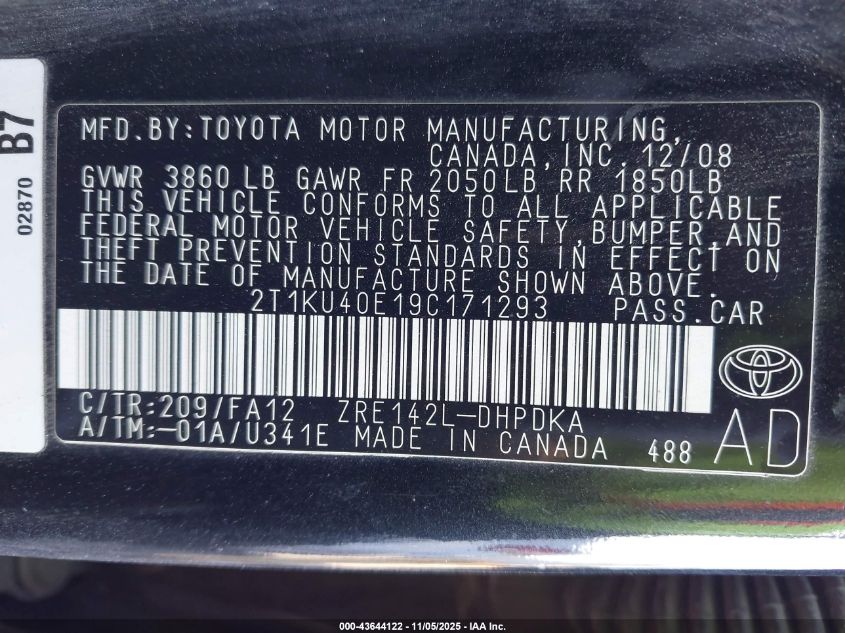 B7
02870
MFD.BY:TOYOTA MOTOR MANUFACTURING,
CANADA,INC. 12/08
GVWR 3860 LB GAWR FR 2050LB RR 1850LB
THIS VEHICLE CONFORMS TO ALL APPLICABLE
FEDERAL MOTOR VEHICLE SAFETY,BUMPER,AND
THEFT PREVENTION STANDARDS IN EFFECT ON
THE DATE OF MANUFACTURE SHOWN ABOVE.
2T1KU40E19C171293 PASS.CAR
C/TR:209/FA12 ZRE142L-DHPDKA
A/TM:-01A/U341E MADE IN CANADA 488 AD
000-43644122 - 11/05/2025 - IAA Inc.